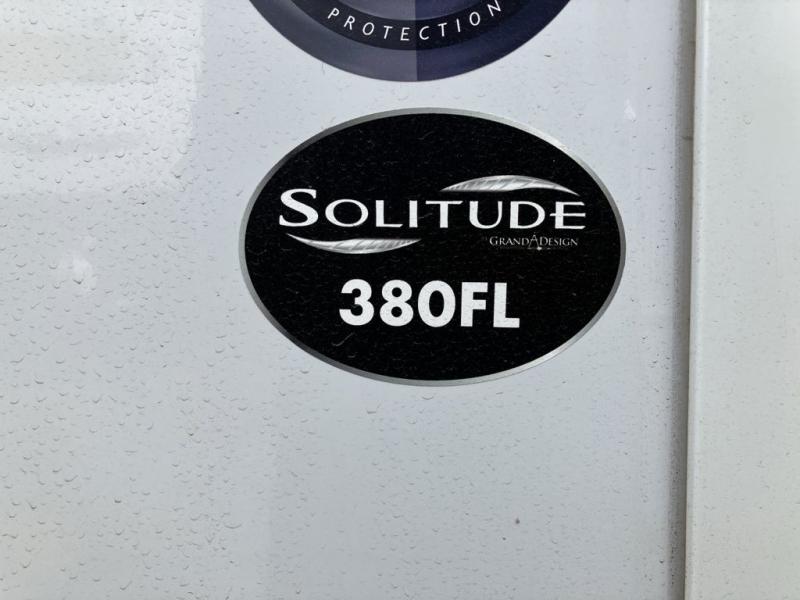 PROTECTION
SOLITUDE
GRAND DESIGN
380FL